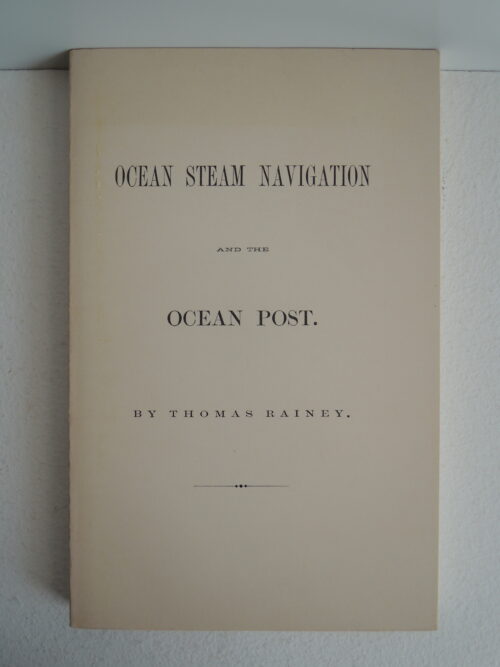 OCEAN STEAM NAVIGATION
AND THE
OCEAN POST.
BY THOMAS RAINEY.